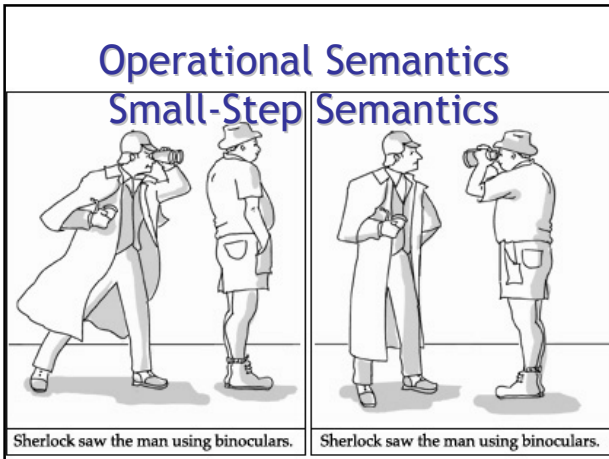 Operational Semantics
Small-Step Semantics
Sherlock saw the man using binoculars.
Sherlock saw the man using binoculars.